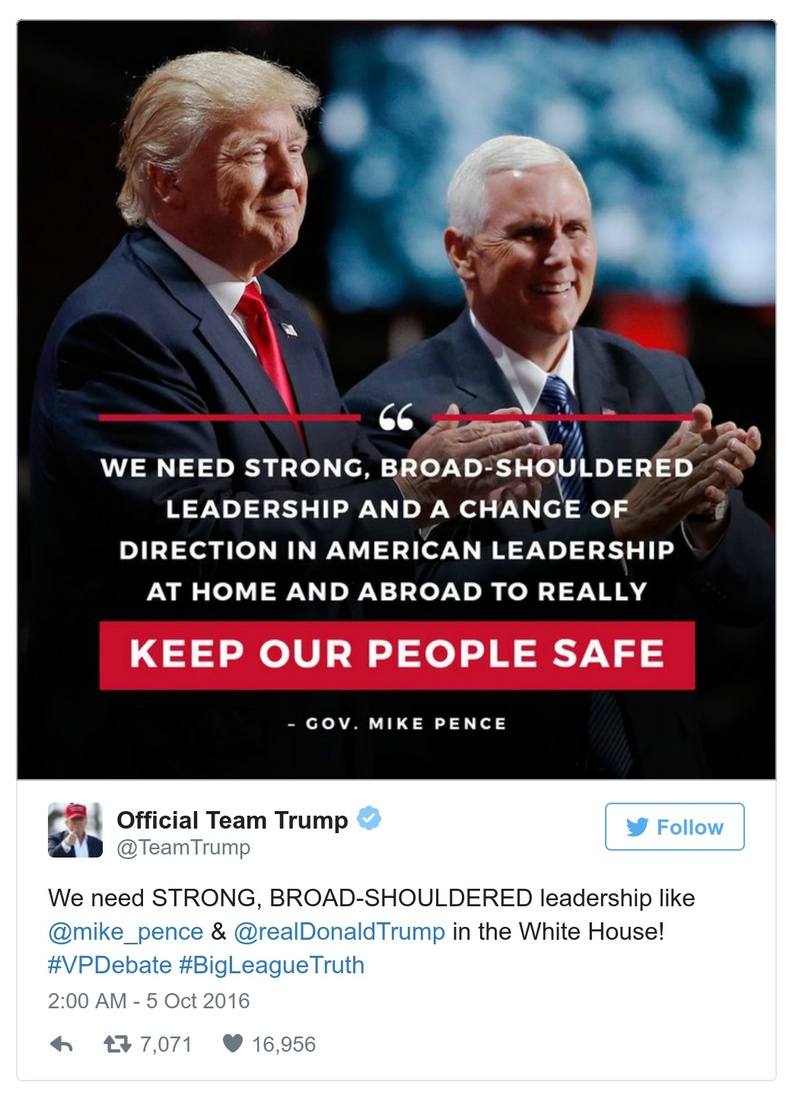 “
WE NEED STRONG, BROAD-SHOULDERED
LEADERSHIP AND A CHANGE OF
DIRECTION IN AMERICAN LEADERSHIP
AT HOME AND ABROAD TO REALLY
KEEP OUR PEOPLE SAFE
– GOV. MIKE PENCE
Official Team Trump
@TeamTrump
Follow
We need STRONG, BROAD-SHOULDERED leadership like
@mike_pence & @realDonaldTrump in the White House!
#VPDebate #BigLeagueTruth
2:00 AM - 5 Oct 2016
7,071 16,956